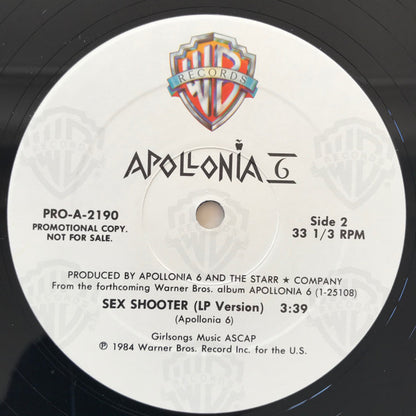 WB
RECORDS
APOLLONIA 6
PRO-A-2190
PROMOTIONAL COPY.
NOT FOR SALE.
Side 2
33 1/3 RPM
PRODUCED BY APOLLONIA 6 AND THE STARR ★ COMPANY
From the forthcoming Warner Bros. album APOLLONIA 6 (1-25108)
SEX SHOOTER (LP Version) 3:39
(Apollonia 6)
Girlsongs Music ASCAP
℗ 1984 Warner Bros. Record Inc. for the U.S.